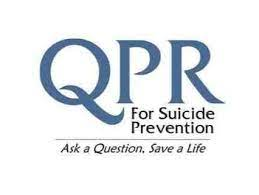 QPR
For Suicide
Prevention
Ask a Question, Save a Life